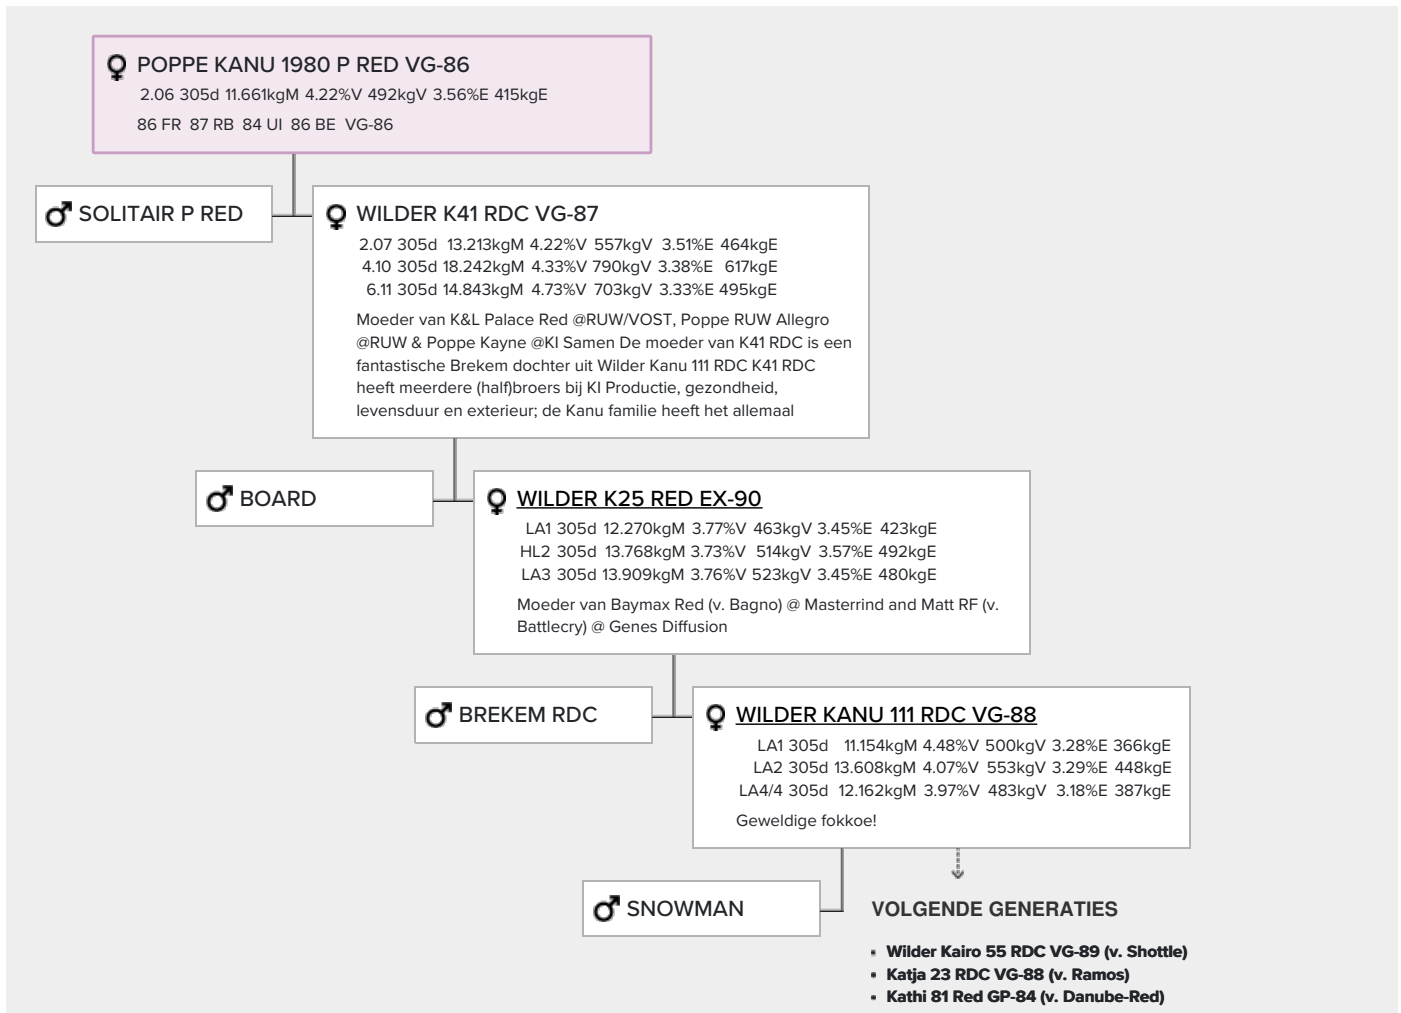 POPPE KANU 1980 P RED VG-86
2.06 305d 11.661kgM 4.22%V 492kgV 3.56%E 415kgE
86 FR 87 RB 84 UI 86 BE VG-86
SOLITAIR P RED
WILDER K41 RDC VG-87
2.07 305d 13.213kgM 4.22%V 557kgV 3.51%E 464kgE
4.10 305d 18.242kgM 4.33%V 790kgV 3.38%E 617kgE
6.11 305d 14.843kgM 4.73%V 703kgV 3.33%E 495kgE
Moeder van K&L Palace Red @RUW/VOST, Poppe RUW Allegro
@RUW & Poppe Kayne @KI Samen De moeder van K41 RDC is een
fantastische Brekem dochter uit Wilder Kanu 111 RDC K41 RDC
heeft meerdere (half)broers bij KI Productie, gezondheid,
levensduur en exterieur; de Kanu familie heeft het allemaal
BOARD
WILDER K25 RED EX-90
LA1 305d 12.270kgM 3.77%V 463kgV 3.45%E 423kgE
HL2 305d 13.768kgM 3.73%V 514kgV 3.57%E 492kgE
LA3 305d 13.909kgM 3.76%V 523kgV 3.45%E 480kgE
Moeder van Baymax Red (v. Bagno) @ Masterrind and Matt RF (v.
Battlecry) @ Genes Diffusion
BREKEM RDC
WILDER KANU 111 RDC VG-88
LA1 305d 11.154kgM 4.48%V 500kgV 3.28%E 366kgE
LA2 305d 13.608kgM 4.07%V 553kgV 3.29%E 448kgE
LA4/4 305d 12.162kgM 3.97%V 483kgV 3.18%E 387kgE
Geweldige fokkoe!
SNOWMAN
VOLGENDE GENERATIES
Wilder Kairo 55 RDC VG-89 (v. Shottle)
Katja 23 RDC VG-88 (v. Ramos)
Kathi 81 Red GP-84 (v. Danube-Red)